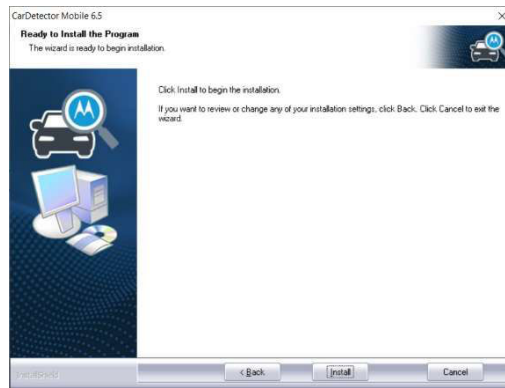 CarDetector Mobile 6.5
Ready to Install the Program
The wizard is ready to begin installation.
Click Install to begin the installation.
If you want to review or change any of your installation settings, click Back. Click Cancel to exit the
wizard.
InstallShield
< Back
Install
Cancel